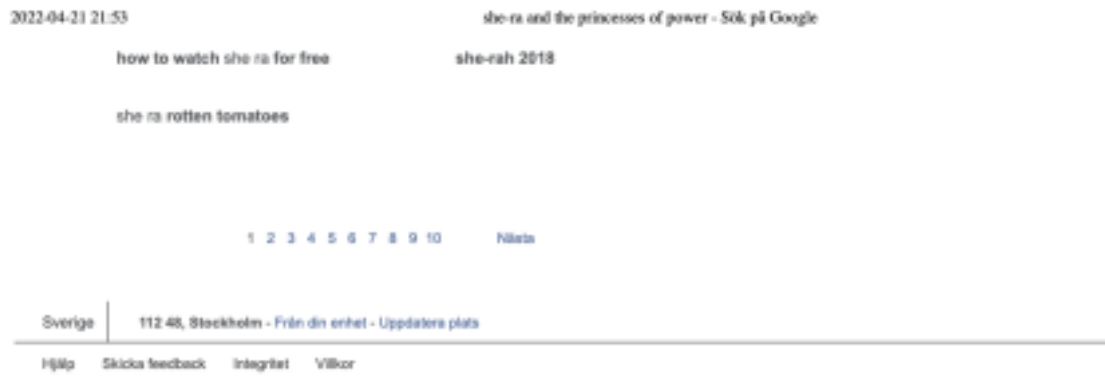 2022-04-21 21:53 she-ra and the princesses of power - Sök på Google
how to watch she ra for free she-rah 2018
she ra rotten tomatoes
1 2 3 4 5 6 7 8 9 10 Nästa
Sverige 112 48, Stockholm - Från din enhet - Uppdatera plats
Hjälp Skicka feedback Integritet Villkor